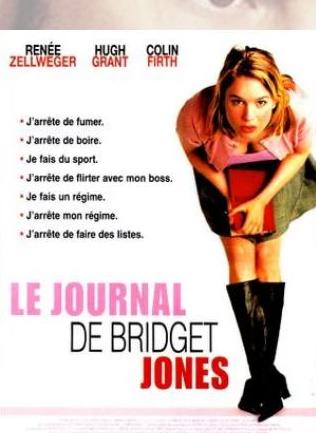 RENÉE HUGH COLIN
ZELLWEGER GRANT FIRTH
• J'arrête de fumer.
• J'arrête de boire.
• Je fais du sport.
• J'arrête de flirter avec mon boss.
• Je fais un régime.
• J'arrête mon régime.
• J'arrête de faire des listes.
LE JOURNAL
DE BRIDGET
JONES